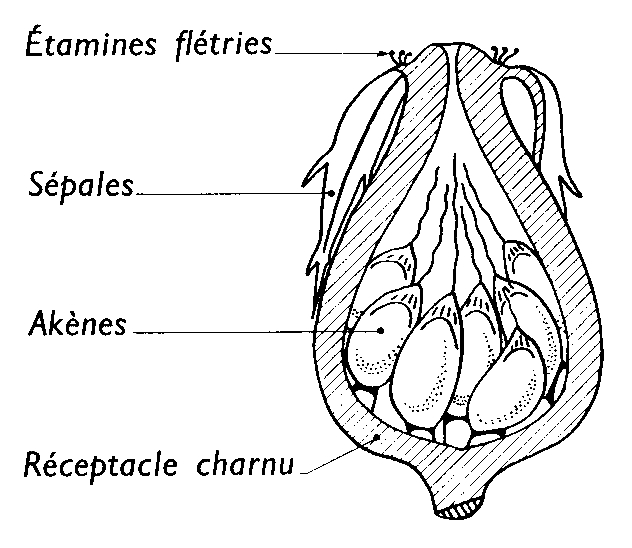 Étamines flétries
Sépales
Akènes
Réceptacle charnu